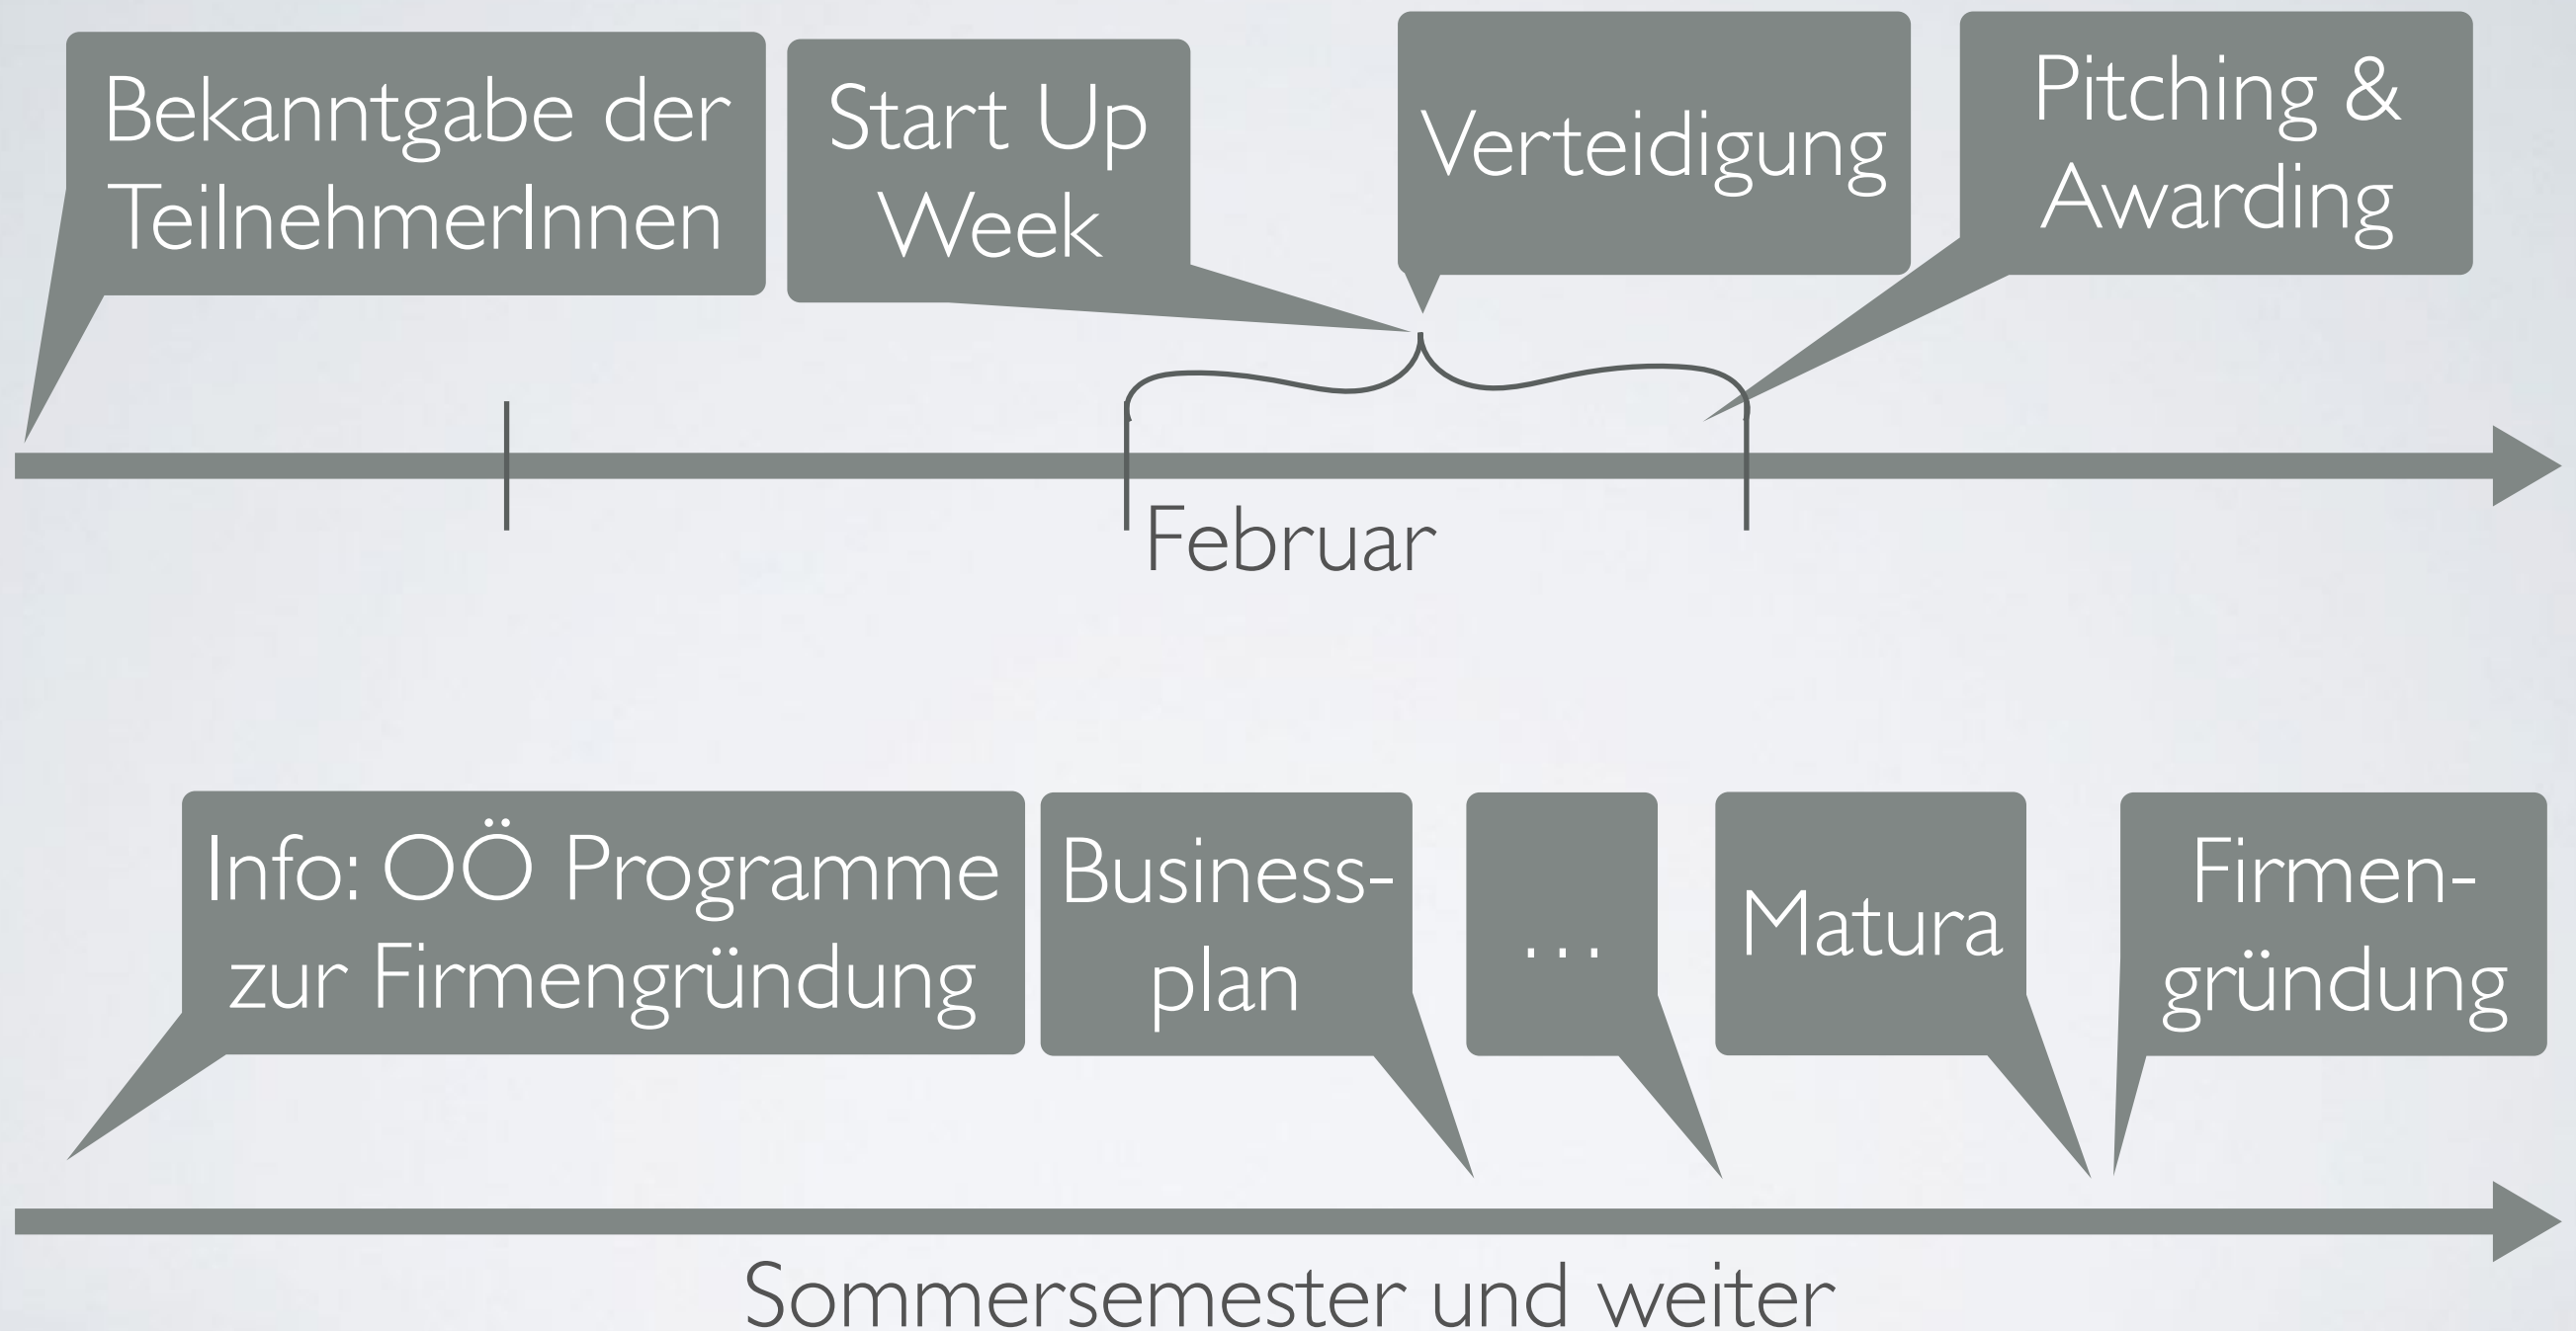 Bekanntgabe der
TeilnehmerInnen
Start Up
Week
Verteidigung
Pitching &
Awarding
Februar
Info: OÖ Programme
zur Firmengründung
Business-
plan
...
Matura
Firmen-
gründung
Sommersemester und weiter